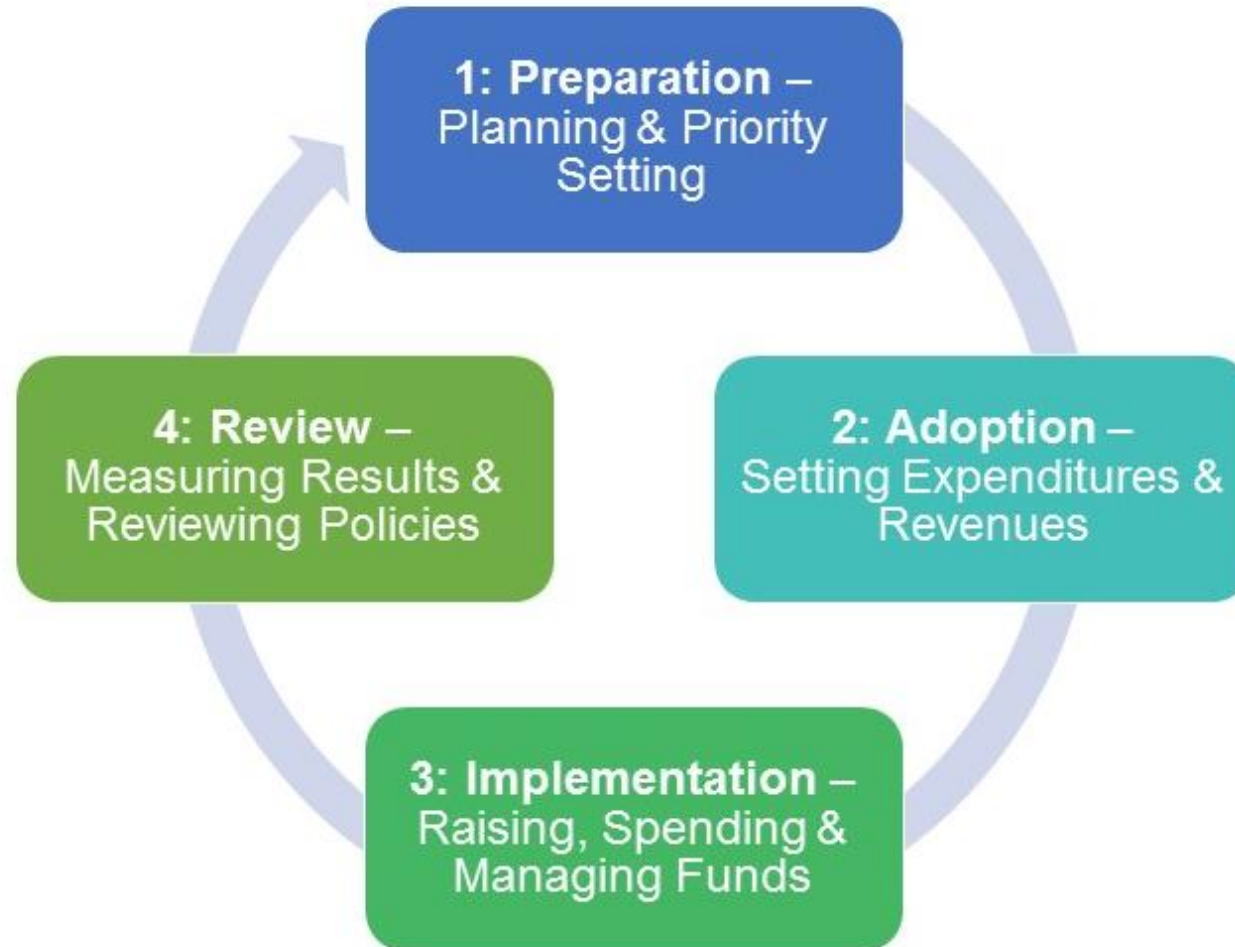 1: Preparation –
Planning & Priority
Setting
2: Adoption –
Setting Expenditures &
Revenues
3: Implementation –
Raising, Spending &
Managing Funds
4: Review –
Measuring Results &
Reviewing Policies